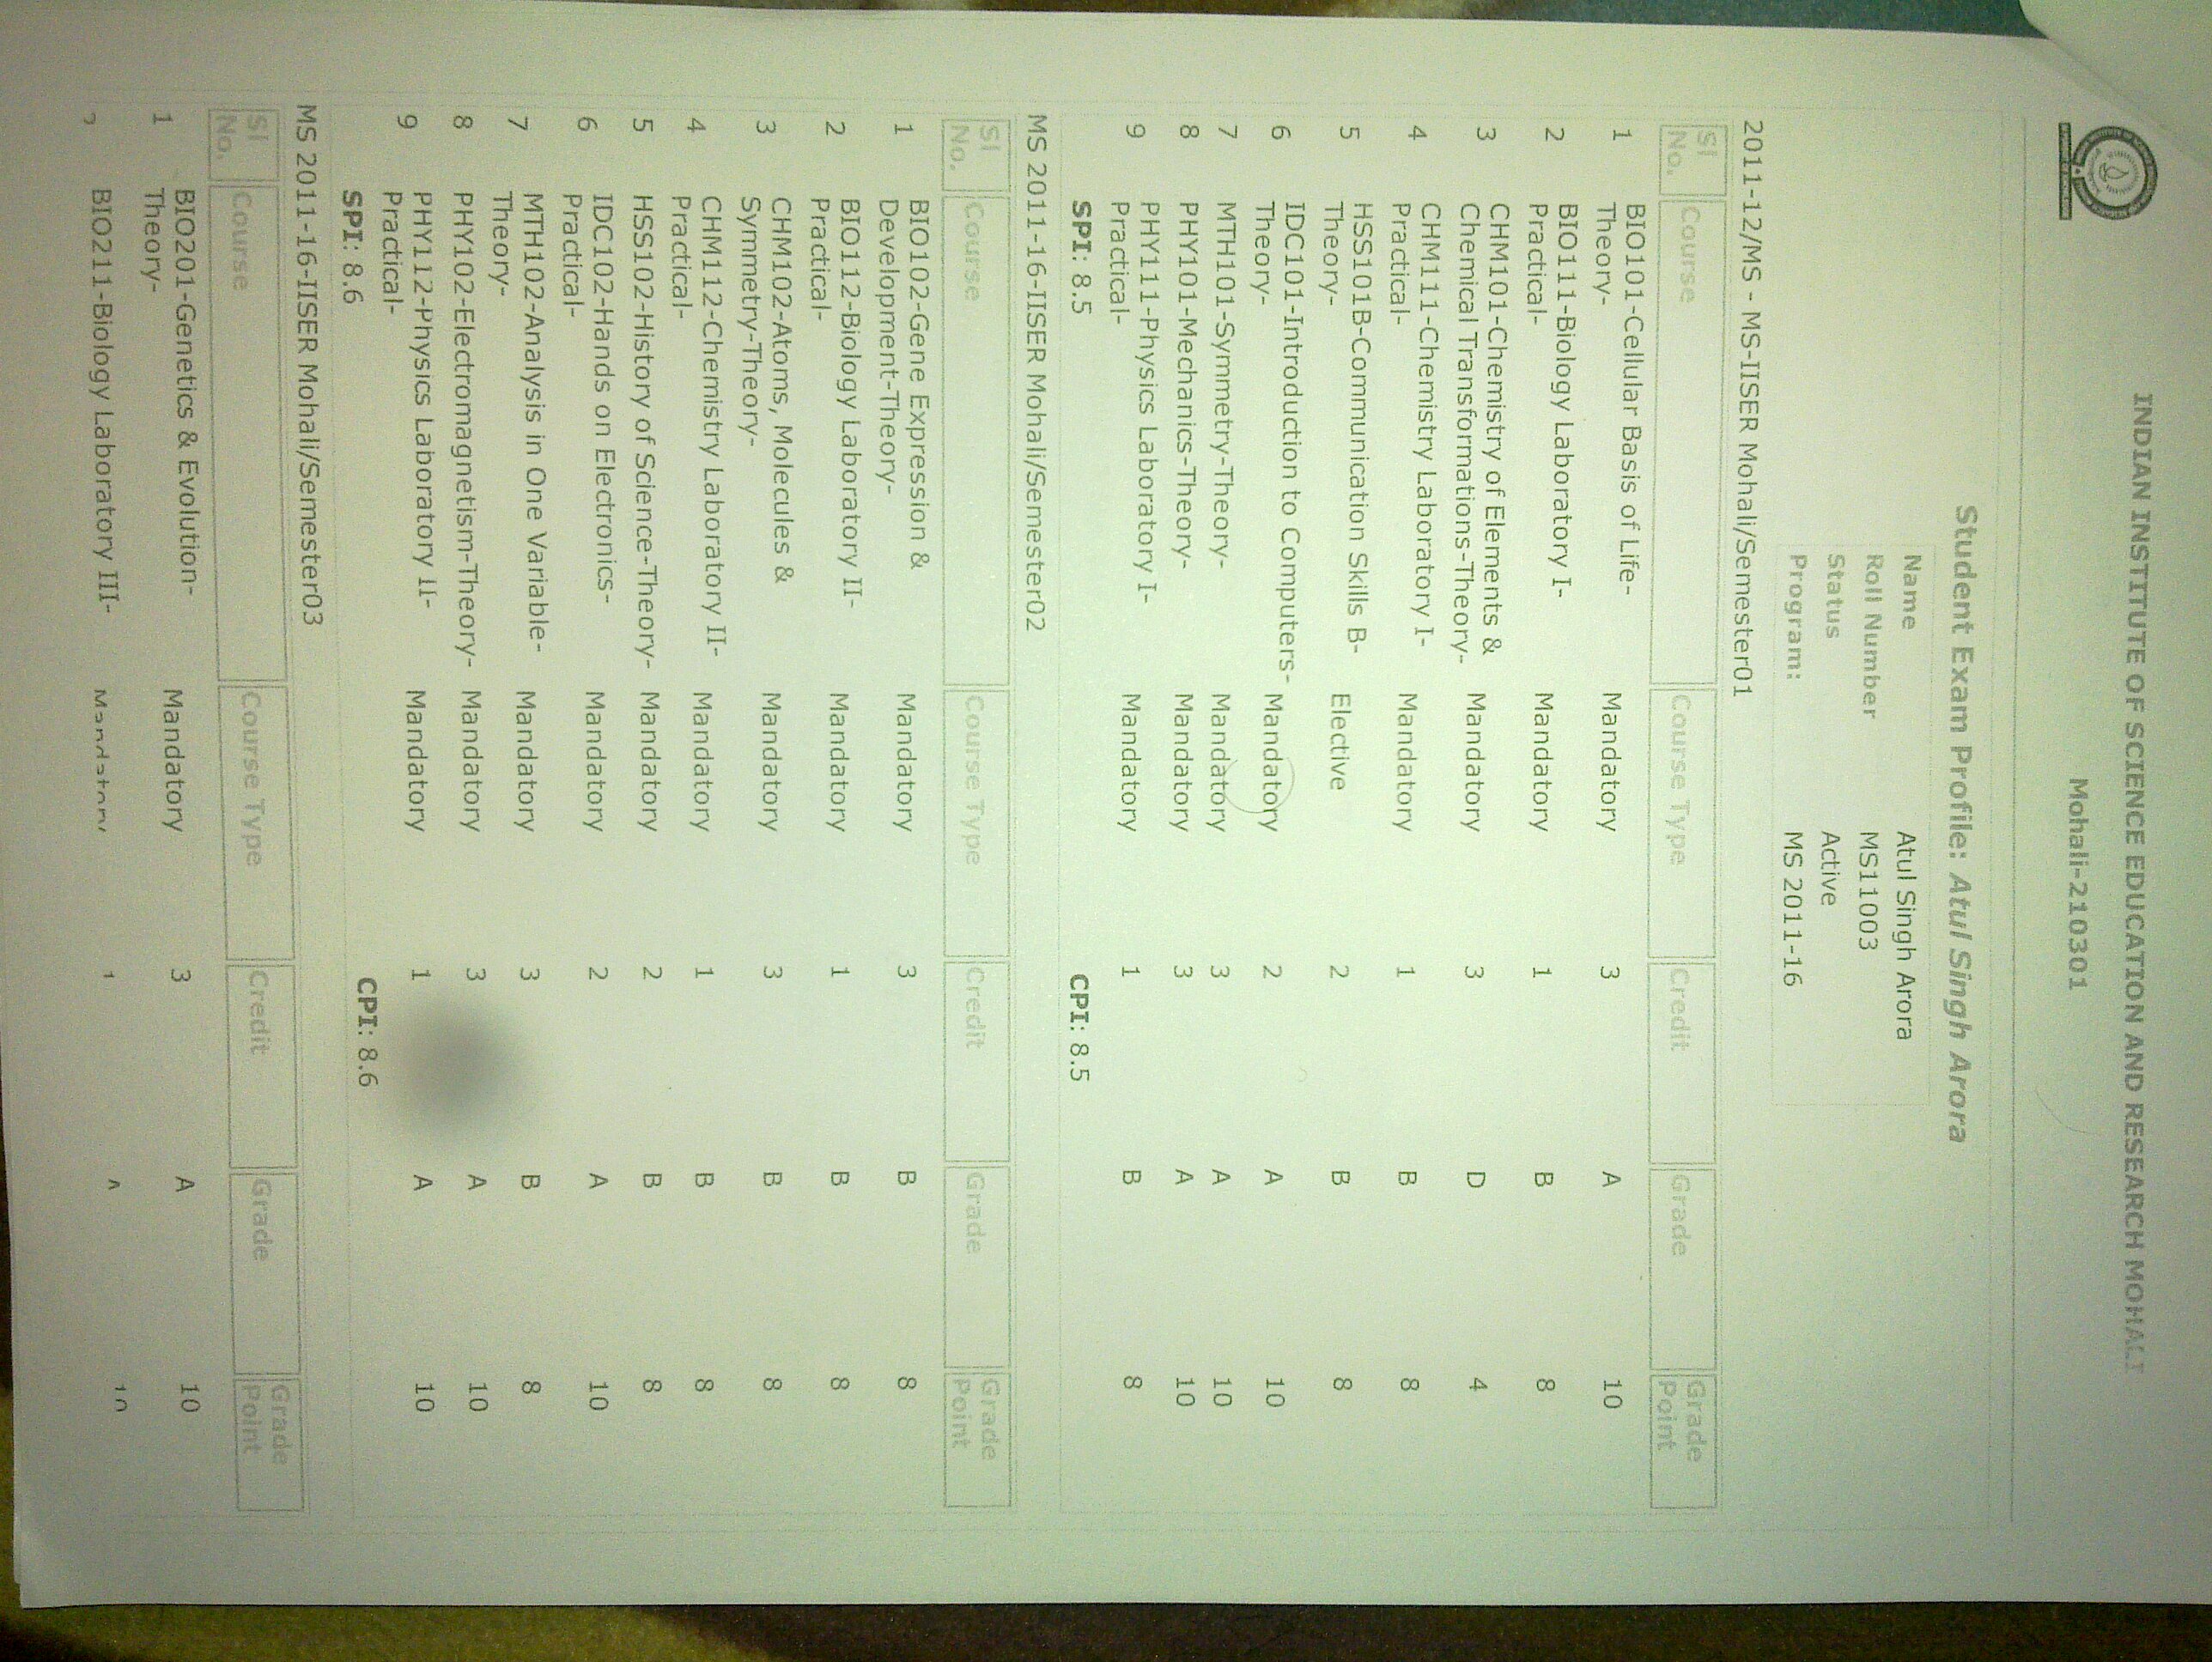 INDIAN INSTITUTE OF SCIENCE EDUCATION AND RESEARCH MOHALI
Mohali-210301
Student Exam Profile: Atul Singh Arora
Name Atul Singh Arora
Roll Number MS11003
Status Active
Program: MS 2011-16
2011-12/MS - MS-IISER Mohali/Semester01
Sl No. Course Course Type Credit Grade Grade Point
1 BIO101-Cellular Basis of Life- Mandatory 3 A 10
Theory-
2 BIO111-Biology Laboratory I- Mandatory 1 B 8
Practical-
3 CHM101-Chemistry of Elements & Mandatory 3 D 4
Chemical Transformations-Theory-
4 CHM111-Chemistry Laboratory I- Mandatory 1 B 8
Practical-
5 HSS101B-Communication Skills B- Elective 2 B 8
Theory-
6 IDC101-Introduction to Computers- Mandatory 2 A 10
Theory-
7 MTH101-Symmetry-Theory- Mandatory 3 A 10
8 PHY101-Mechanics-Theory- Mandatory 3 A 10
9 PHY111-Physics Laboratory I- Mandatory 1 B 8
Practical-
SPI: 8.5 CPI: 8.5
MS 2011-16-IISER Mohali/Semester02
Sl No. Course Course Type Credit Grade Grade Point
1 BIO102-Gene Expression & Mandatory 3 B 8
Development-Theory-
2 BIO112-Biology Laboratory II- Mandatory 1 B 8
Practical-
3 CHM102-Atoms, Molecules & Mandatory 3 B 8
Symmetry-Theory-
4 CHM112-Chemistry Laboratory II- Mandatory 1 B 8
Practical-
5 HSS102-History of Science-Theory- Mandatory 2 B 8
6 IDC102-Hands on Electronics- Mandatory 2 A 10
Practical-
7 MTH102-Analysis in One Variable- Mandatory 3 B 8
Theory-
8 PHY102-Electromagnetism-Theory- Mandatory 3 A 10
9 PHY112-Physics Laboratory II- Mandatory 1 A 10
Practical-
SPI: 8.6 CPI: 8.6
MS 2011-16-IISER Mohali/Semester03
Sl No. Course Course Type Credit Grade Grade Point
1 BIO201-Genetics & Evolution- Mandatory 3 A 10
Theory-
2 BIO211-Biology Laboratory III- Mandatory 1 A 10